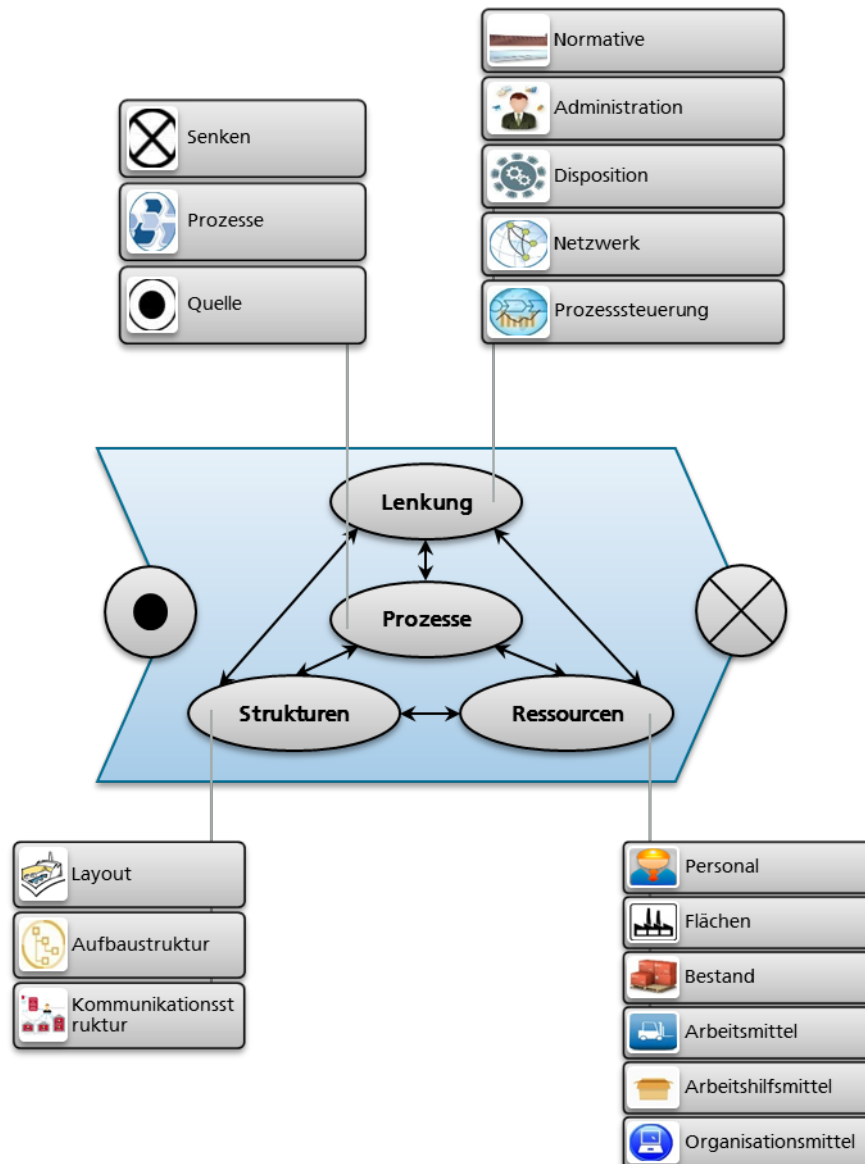 Normative
Administration
Disposition
Netzwerk
Prozesssteuerung
Senken
Prozesse
Quelle
Lenkung
Prozesse
Strukturen
Ressourcen
Layout
Aufbaustruktur
Kommunikationsst
ruktur
Personal
Flächen
Bestand
Arbeitsmittel
Arbeitshilfsmittel
Organisationsmittel